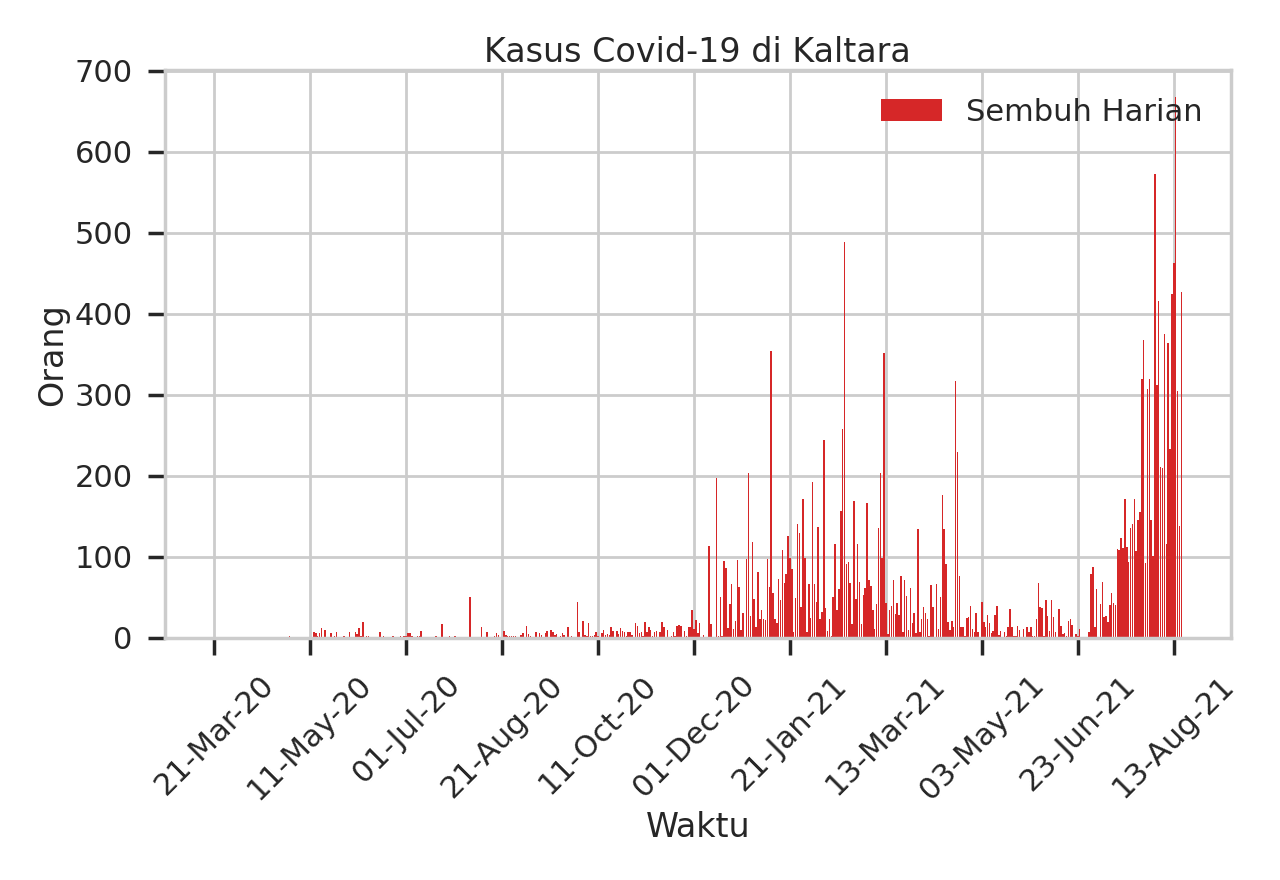 Kasus Covid-19 di Kaltara
Sembuh Harian
Orang
700
600
500
400
300
200
100
0
21-Mar-20
11-May-20
01-Jul-20
21-Aug-20
11-Oct-20
01-Dec-20
21-Jan-21
13-Mar-21
03-May-21
23-Jun-21
13-Aug-21
Waktu